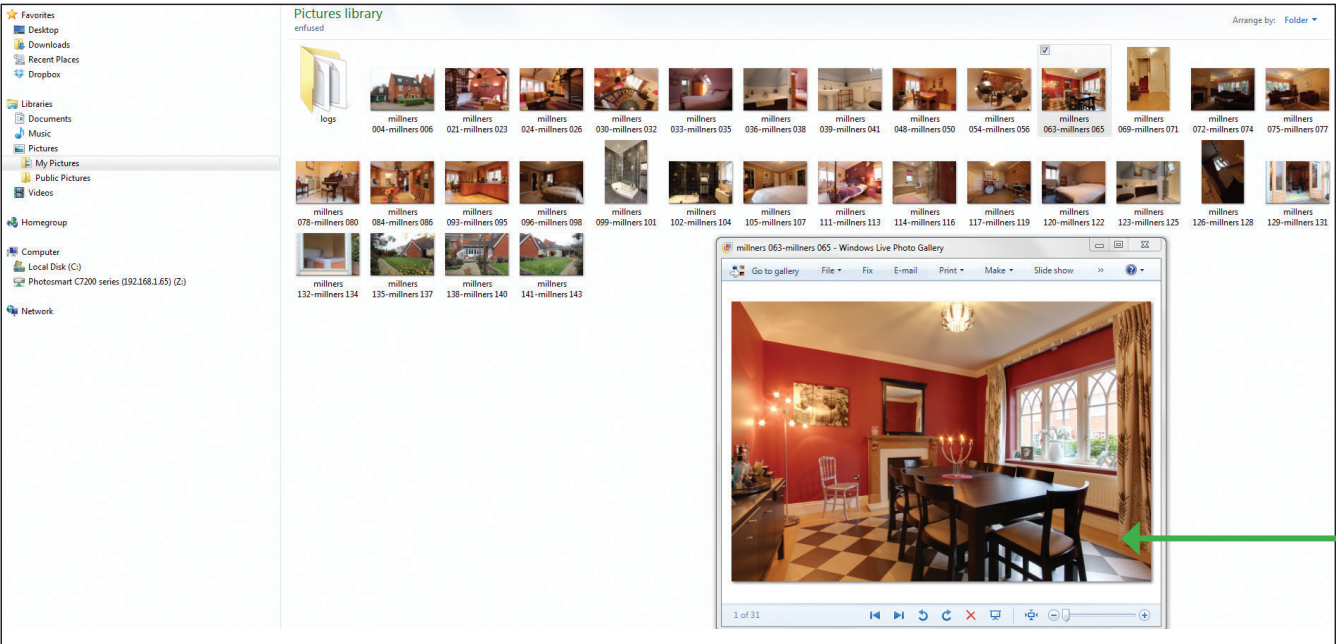 Favorites
Desktop
Downloads
Recent Places
Dropbox
Libraries
Documents
Music
Pictures
My Pictures
Public Pictures
Videos
Homegroup
Computer
Local Disk (C:)
Photosmart C7200 series (192.168.1.65) (Z:)
Network
Pictures library
enfused
Arrange by: Folder
logs
millners
004-millners 006
millners
021-millners 023
millners
024-millners 026
millners
030-millners 032
millners
033-millners 035
millners
036-millners 038
millners
039-millners 041
millners
048-millners 050
millners
054-millners 056
millners
063-millners 065
millners
069-millners 071
millners
072-millners 074
millners
075-millners 077
millners
078-millners 080
millners
084-millners 086
millners
093-millners 095
millners
096-millners 098
millners
099-millners 101
millners
102-millners 104
millners
105-millners 107
millners
111-millners 113
millners
114-millners 116
millners
117-millners 119
millners
120-millners 122
millners
123-millners 125
millners
126-millners 128
millners
129-millners 131
millners
132-millners 134
millners
135-millners 137
millners
138-millners 140
millners
141-millners 143
millners 063-millners 065 - Windows Live Photo Gallery
Go to gallery File Fix E-mail Print Make Slide show »
1 of 31